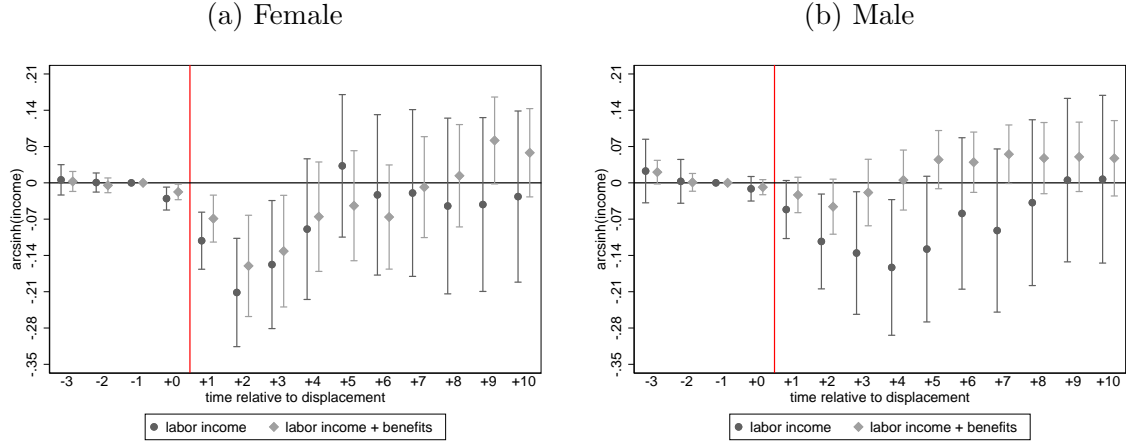 (a) Female
arcsinh(income)
.21
.14
.07
0
-.07
-.14
-.21
-.28
-.35
-3 -2 -1 +0 +1 +2 +3 +4 +5 +6 +7 +8 +9 +10
time relative to displacement
labor income labor income + benefits
(b) Male
arcsinh(income)
.21
.14
.07
0
-.07
-.14
-.21
-.28
-.35
-3 -2 -1 +0 +1 +2 +3 +4 +5 +6 +7 +8 +9 +10
time relative to displacement
labor income labor income + benefits